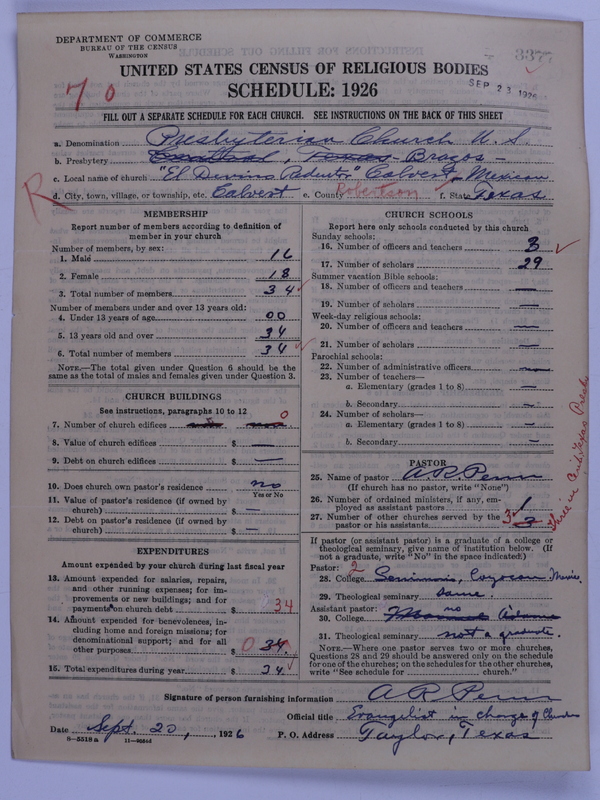 DEPARTMENT OF COMMERCE
BUREAU OF THE CENSUS
WASHINGTON
UNITED STATES CENSUS OF RELIGIOUS BODIES
SEP 23 1926
70
SCHEDULE: 1926
FILL OUT A SEPARATE SCHEDULE FOR EACH CHURCH. SEE INSTRUCTIONS ON THE BACK OF THIS SHEET
a. Denomination Presbyterian Church U. S.
b. Presbytery Central, Texas - Brazos -
c. Local name of church "El Devino Redentor" Calvert Mexican
R
d. City, town, village, or township, etc. Calvert e. County Robertson f. State Texas
MEMBERSHIP
Report number of members according to definition of member in your church
Number of members, by sex:
1. Male 16
2. Female 18
3. Total number of members 34
Number of members under and over 13 years old:
4. Under 13 years of age 00
5. 13 years old and over 34
6. Total number of members 34
NOTE.—The total given under Question 6 should be the
same as the total of males and females given under Question 3.
CHURCH BUILDINGS
See instructions, paragraphs 10 to 12
7. Number of church edifices no 0
8. Value of church edifices $ —
9. Debt on church edifices $ —
10. Does church own pastor's residence? no
Yes or No
11. Value of pastor's residence (if owned by
church) $ —
12. Debt on pastor's residence (if owned by
church) $ —
EXPENDITURES
Amount expended by your church during last fiscal year
13. Amount expended for salaries, repairs,
and other running expenses; for im-
provements or new buildings; and for
payments on church debt $ 34
14. Amount expended for benevolences, in-
cluding home and foreign missions; for
denominational support; and for all
other purposes $ 0 34.
15. Total expenditures during year $ 34.
CHURCH SCHOOLS
Report here only schools conducted by this church
Sunday schools:
16. Number of officers and teachers 3
17. Number of scholars 29
Summer vacation Bible schools:
18. Number of officers and teachers —
19. Number of scholars —
Week-day religious schools:
20. Number of officers and teachers —
21. Number of scholars —
Parochial schools:
22. Number of administrative officers
23. Number of teachers—
a. Elementary (grades 1 to 8) —
b. Secondary —
24. Number of scholars—
a. Elementary (grades 1 to 8) —
b. Secondary —
PASTOR
25. Name of pastor A. R. Penn
(If church has no pastor, write "None")
26. Number of ordained ministers, if any, em-
ployed as assistant pastors 1
27. Number of other churches served by the
pastor or his assistants 3 3
If pastor (or assistant pastor) is a graduate of a college or
theological seminary, give name of institution below. (If
not a graduate, write "No" in the space indicated.)
Pastor: 2
28. College Coyocan Mexico.
29. Theological seminary Same.
Assistant pastor:
30. College no
31. Theological seminary not a graduate.
NOTE.—Where one pastor serves two or more churches,
Questions 28 and 29 should be answered only on the schedule
for one of the churches; on the schedules for the other churches,
write "See schedule for church."
Signature of person furnishing information A R Penn
Official title Evangelist in charge of
Date Sept. 20, 1926 P. O. Address Taylor, Texas
8—5518a